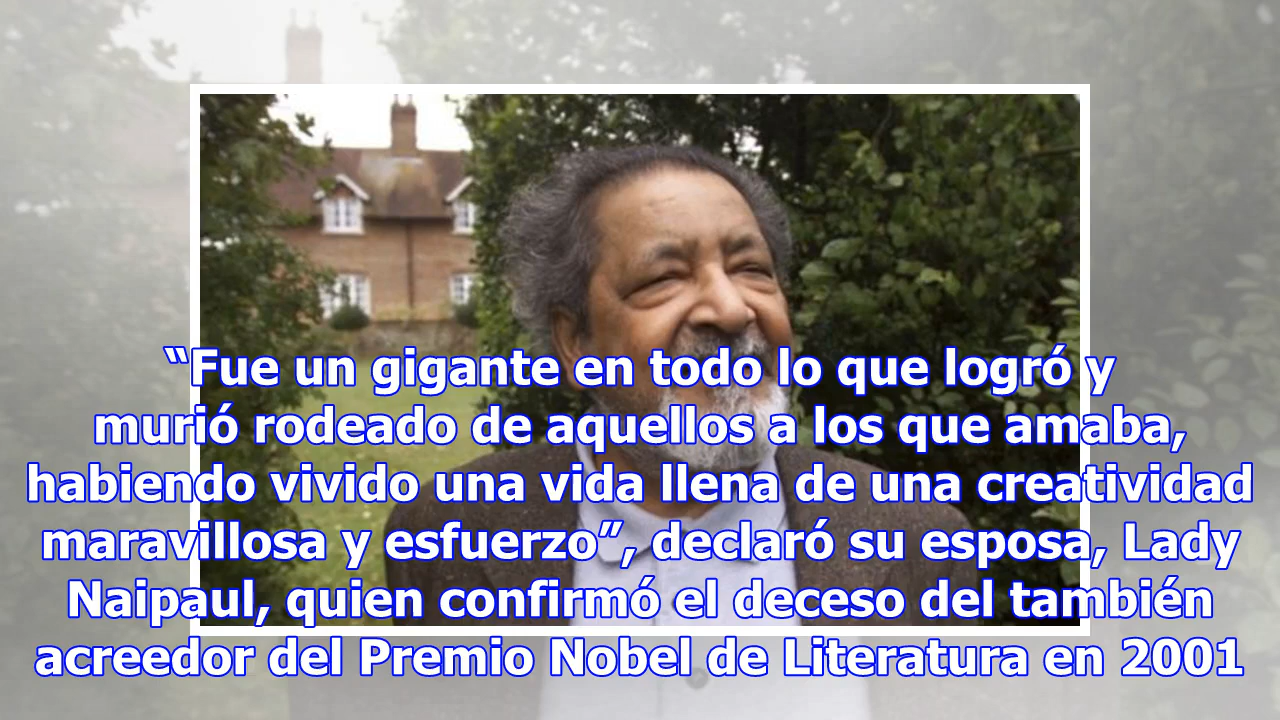 “Fue un gigante en todo lo que logró y
murió rodeado de aquellos a los que amaba,
habiendo vivido una vida llena de una creatividad
maravillosa y esfuerzo”, declaró su esposa, Lady
Naipaul, quien confirmó el deceso del también
acreedor del Premio Nobel de Literatura en 2001